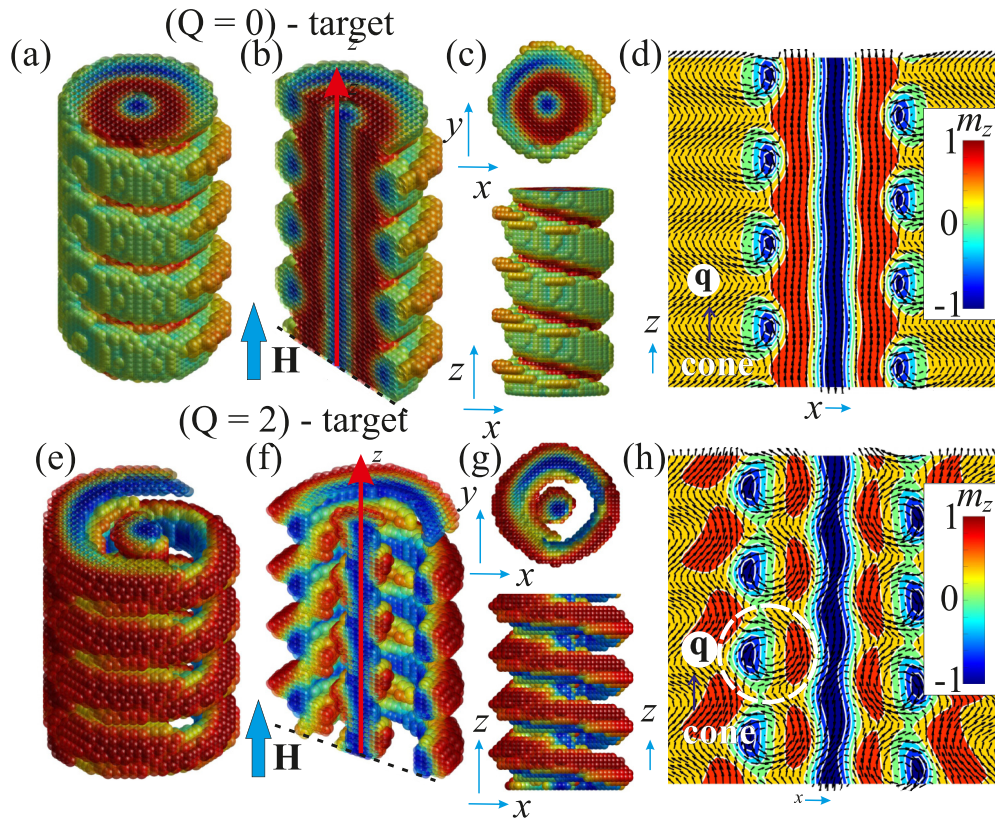 (Q = 0) - target
(a)
(b)
z
(c)
(d)
y
x
H
z
x
q
cone
z
x
m_z
1
0
-1
(Q = 2) - target
(e)
(f)
z
(g)
(h)
y
x
H
z
x
z
q
cone
x
m_z
1
0
-1